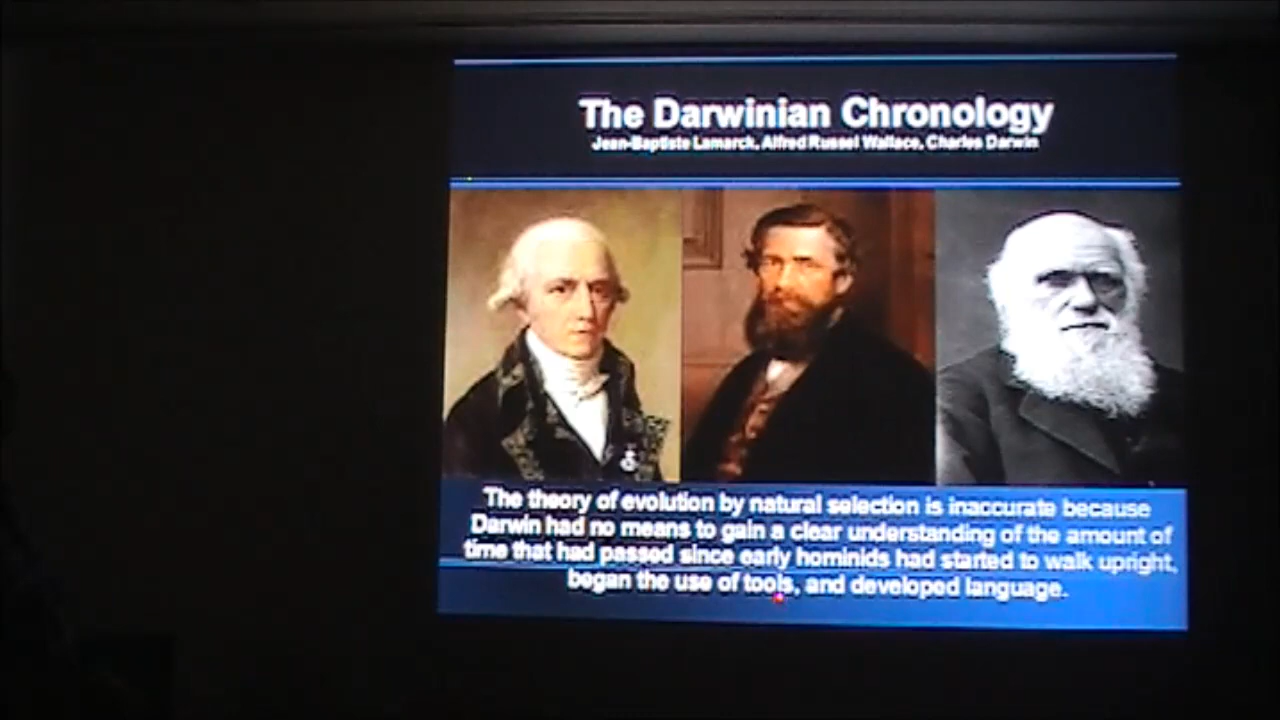 The Darwinian Chronology
Jean-Baptiste Lamarck, Alfred Russel Wallace, Charles Darwin
The theory of evolution by natural selection is inaccurate because
Darwin had no means to gain a clear understanding of the amount of
time that had passed since early hominids had started to walk upright,
began the use of tools, and developed language.